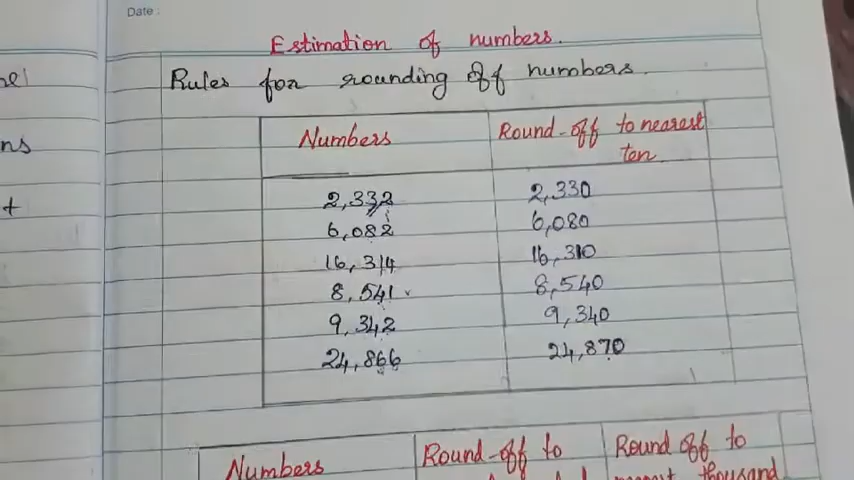 Date :
Estimation of numbers.
Rules for rounding off numbers.
Numbers Round-off to nearest ten
2,332 2,330
6,082 6,080
16,314 16,310
8,541 8,540
9,342 9,340
24,866 24,870
Numbers Round-off to Round off to
thousand
ns
t